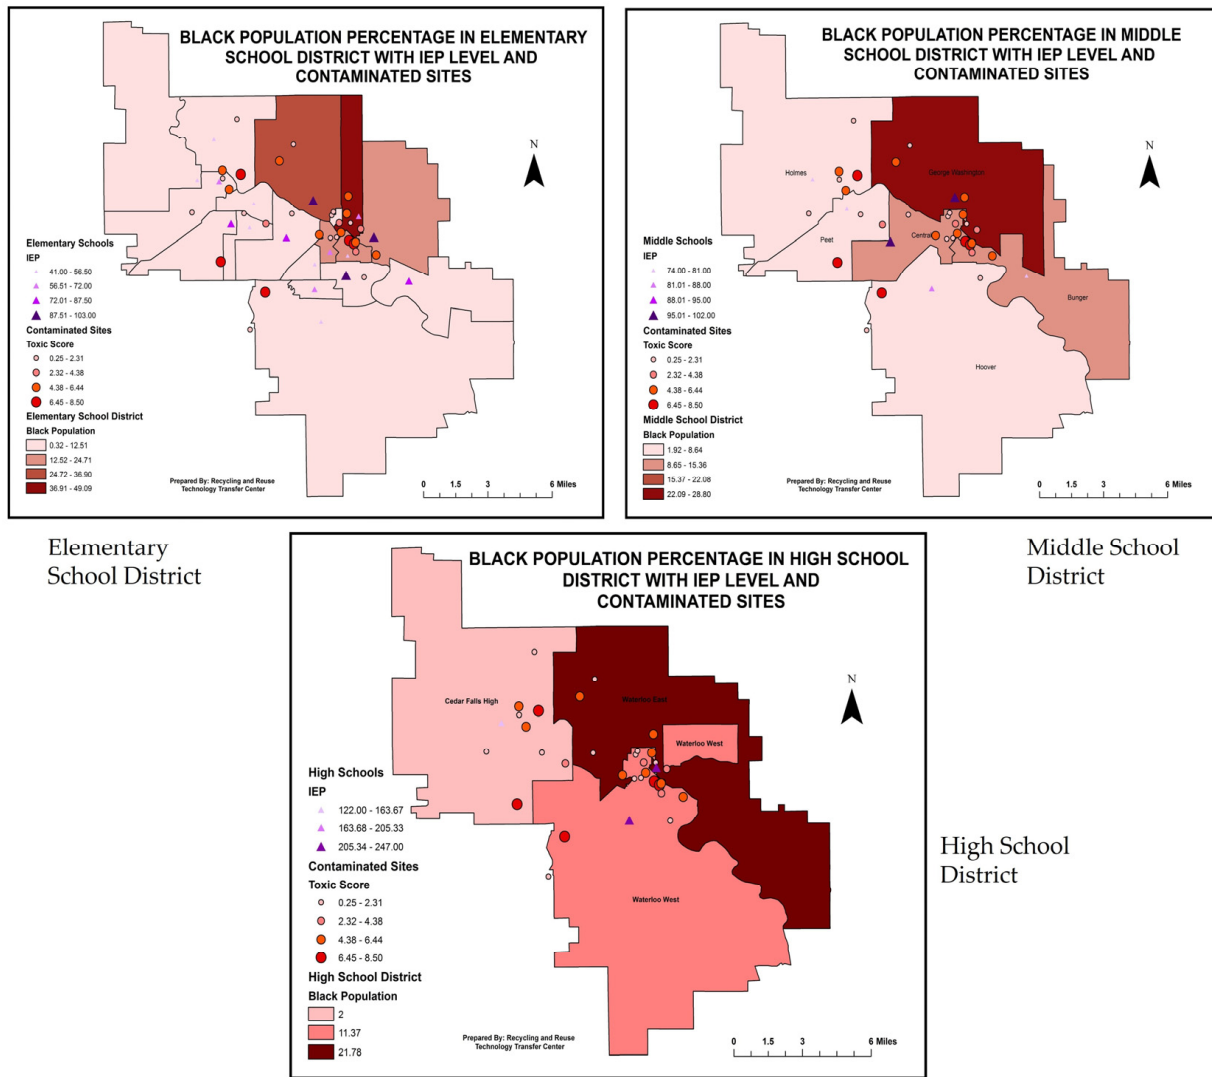 BLACK POPULATION PERCENTAGE IN ELEMENTARY
SCHOOL DISTRICT WITH IEP LEVEL AND
CONTAMINATED SITES
N
Elementary Schools
IEP
41.00 - 56.50
56.51 - 72.00
72.01 - 87.50
87.51 - 103.00
Contaminated Sites
Toxic Score
0.25 - 2.31
2.32 - 4.38
4.38 - 6.44
6.45 - 8.50
Elementary School District
Black Population
0.32 - 12.51
12.52 - 24.71
24.72 - 36.90
36.91 - 49.09
Prepared By: Recycling and Reuse
Technology Transfer Center
0 1.5 3 6 Miles
BLACK POPULATION PERCENTAGE IN MIDDLE
SCHOOL DISTRICT WITH IEP LEVEL AND
CONTAMINATED SITES
N
Holmes
George Washington
Peet
Central
Bunger
Hoover
Middle Schools
IEP
74.00 - 81.00
81.01 - 88.00
88.01 - 95.00
95.01 - 102.00
Contaminated Sites
Toxic Score
0.25 - 2.31
2.32 - 4.38
4.38 - 6.44
6.45 - 8.50
Middle School District
Black Population
1.92 - 8.64
8.65 - 15.36
15.37 - 22.08
22.09 - 28.80
Prepared By: Recycling and Reuse
Technology Transfer Center
0 1.5 3 6 Miles
Elementary
School District
Middle School
District
BLACK POPULATION PERCENTAGE IN HIGH SCHOOL
DISTRICT WITH IEP LEVEL AND
CONTAMINATED SITES
N
Cedar Falls High
Waterloo East
Waterloo West
Waterloo West
High Schools
IEP
122.00 - 163.67
163.68 - 205.33
205.34 - 247.00
Contaminated Sites
Toxic Score
0.25 - 2.31
2.32 - 4.38
4.38 - 6.44
6.45 - 8.50
High School District
Black Population
2
11.37
21.78
Prepared By: Recycling and Reuse
Technology Transfer Center
0 1.5 3 6 Miles
High School
District